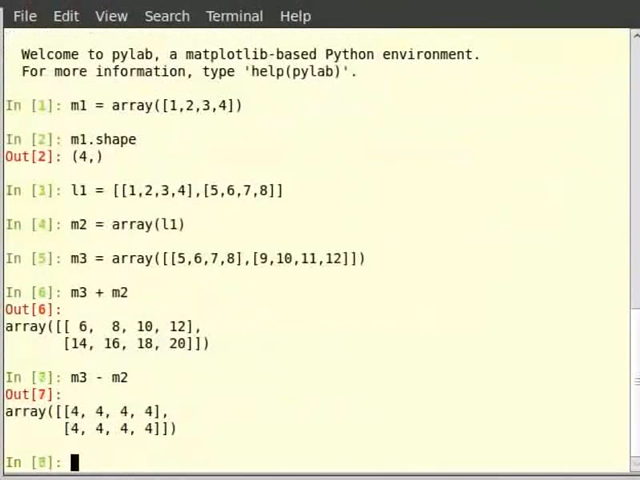 File Edit View Search Terminal Help
Welcome to pylab, a matplotlib-based Python environment.
For more information, type 'help(pylab)'.
In [1]: m1 = array([1,2,3,4])
In [2]: m1.shape
Out[2]: (4,)
In [3]: l1 = [[1,2,3,4],[5,6,7,8]]
In [4]: m2 = array(l1)
In [5]: m3 = array([[5,6,7,8],[9,10,11,12]])
In [6]: m3 + m2
Out[6]:
array([[ 6,  8, 10, 12],
       [14, 16, 18, 20]])
In [7]: m3 - m2
Out[7]:
array([[4, 4, 4, 4],
       [4, 4, 4, 4]])
In [8]: